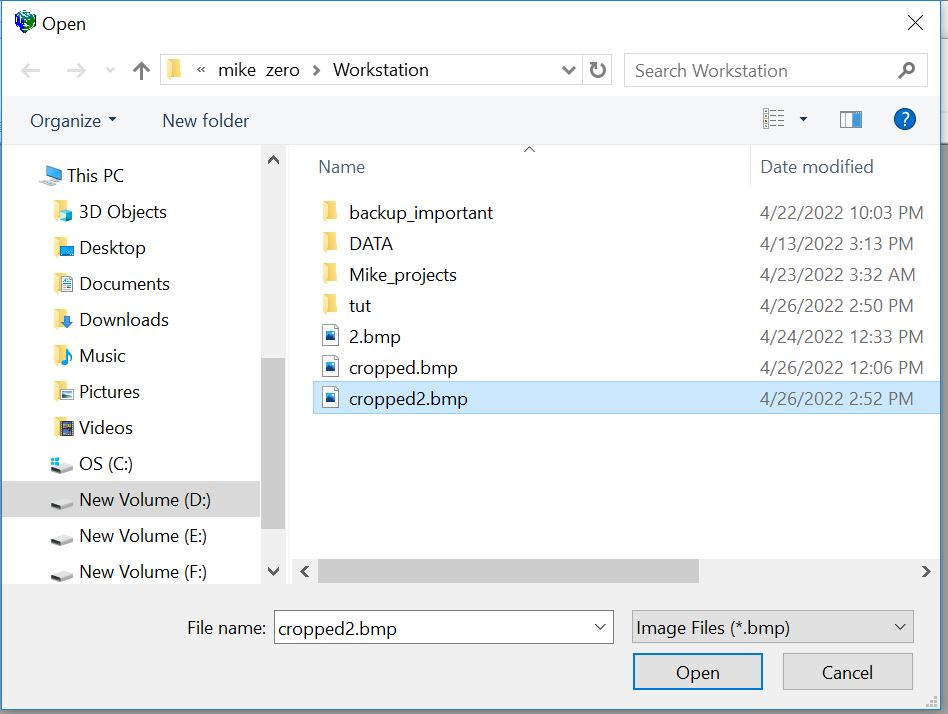 Open
« mike zero > Workstation
Search Workstation
Organize
New folder
?
This PC
3D Objects
Desktop
Documents
Downloads
Music
Pictures
Videos
OS (C:)
New Volume (D:)
New Volume (E:)
New Volume (F:)
Name Date modified
backup_important 4/22/2022 10:03 PM
DATA 4/13/2022 3:13 PM
Mike_projects 4/23/2022 3:32 AM
tut 4/26/2022 2:50 PM
2.bmp 4/24/2022 12:33 PM
cropped.bmp 4/26/2022 12:06 PM
cropped2.bmp 4/26/2022 2:52 PM
File name: cropped2.bmp Image Files (*.bmp)
Open Cancel